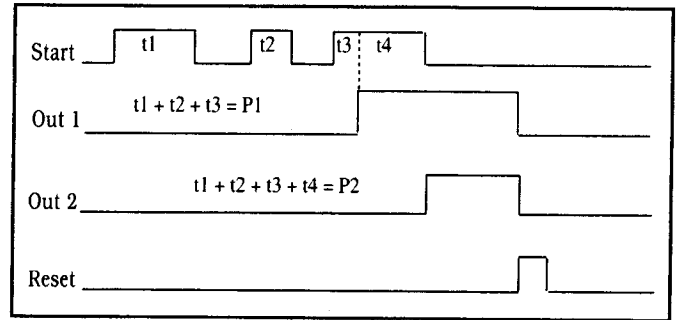 Start t1 t2 t3 t4
t1 + t2 + t3 = P1
Out 1
t1 + t2 + t3 + t4 = P2
Out 2
Reset